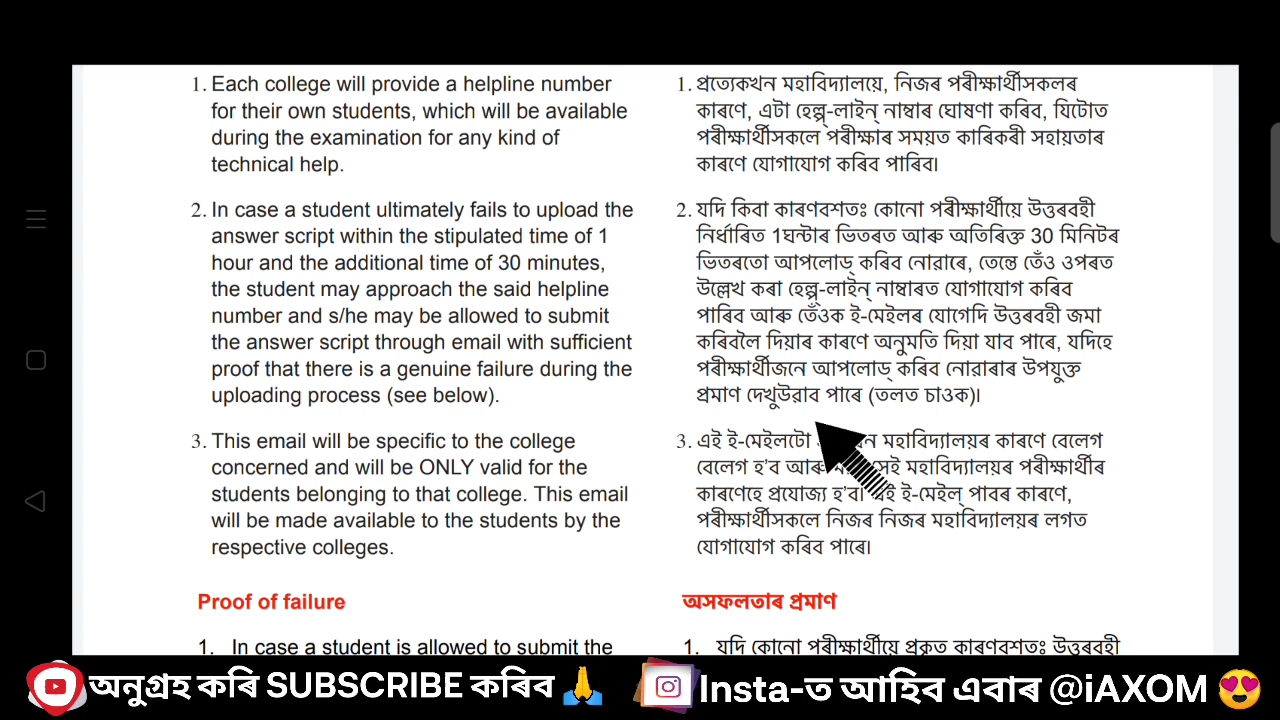 1. Each college will provide a helpline number
for their own students, which will be available
during the examination for any kind of
technical help.
2. In case a student ultimately fails to upload the
answer script within the stipulated time of 1
hour and the additional time of 30 minutes,
the student may approach the said helpline
number and s/he may be allowed to submit
the answer script through email with sufficient
proof that there is a genuine failure during the
uploading process (see below).
3. This email will be specific to the college
concerned and will be ONLY valid for the
students belonging to that college. This email
will be made available to the students by the
respective colleges.
Proof of failure
1. In case a student is allowed to submit the
1. প্ৰত্যেকখন মহাবিদ্যালয়ে, নিজৰ পৰীক্ষাৰ্থীসকলৰ
কাৰণে, এটা হেল্প্-লাইন্ নাম্বাৰ ঘোষণা কৰিব, যিটোত
পৰীক্ষাৰ্থীসকলে পৰীক্ষাৰ সময়ত কাৰিকৰী সহায়তাৰ
কাৰণে যোগাযোগ কৰিব পাৰিব।
2. যদি কিবা কাৰণবশতঃ কোনো পৰীক্ষাৰ্থীয়ে উত্তৰবহী
নিৰ্ধাৰিত 1ঘন্টাৰ ভিতৰত আৰু অতিৰিক্ত 30 মিনিটৰ
ভিতৰতো আপলোড্ কৰিব নোৱাৰে, তেন্তে তেঁও ওপৰত
উল্লেখ কৰা হেল্প্-লাইন্ নাম্বাৰত যোগাযোগ কৰিব
পাৰিব আৰু তেঁওক ই-মেইলৰ যোগেদি উত্তৰবহী জমা
কৰিবলৈ দিয়াৰ কাৰণে অনুমতি দিয়া যাব পাৰে, যদিহে
পৰীক্ষাৰ্থীজনে আপলোড্ কৰিব নোৱাৰাৰ উপযুক্ত
প্ৰমাণ দেখুউৱাব পাৰে (তলত চাওক)।
3. এই ই-মেইলটো মহাবিদ্যালয়ৰ কাৰণে বেলেগ
বেলেগ হ'ব আৰু সেই মহাবিদ্যালয়ৰ পৰীক্ষাৰ্থীৰ
কাৰণেহে প্ৰযোজ্য হ'ব। ই-মেইল্ পাবৰ কাৰণে,
পৰীক্ষাৰ্থীসকলে নিজৰ নিজৰ মহাবিদ্যালয়ৰ লগত
যোগাযোগ কৰিব পাৰে।
অসফলতাৰ প্ৰমাণ
1. যদি কোনো পৰীক্ষাৰ্থীয়ে প্ৰকৃত কাৰণবশতঃ উত্তৰবহী
অনুগ্ৰহ কৰি SUBSCRIBE কৰিব 🙏
Insta-ত আহিব এবাৰ @iAXOM 😍